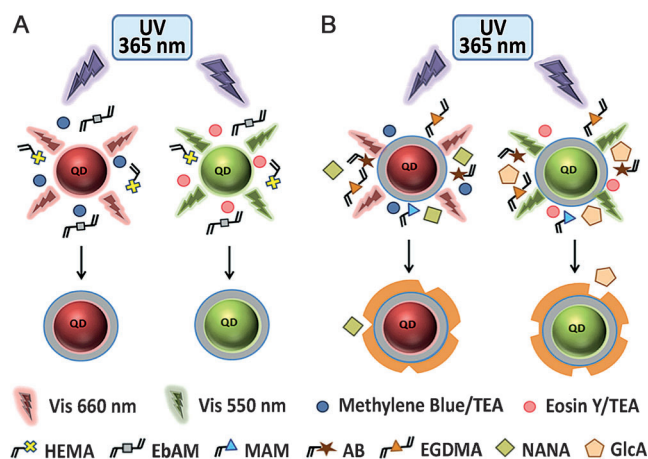 A
UV
365 nm
B
UV
365 nm
QD
QD
QD
QD
QD
QD
QD
QD
Vis 660 nm
Vis 550 nm
Methylene Blue/TEA
Eosin Y/TEA
HEMA
EbAM
MAM
AB
EGDMA
NANA
GlcA